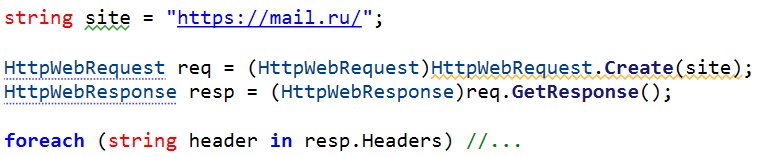 string site = "https://mail.ru/";
HttpWebRequest req = (HttpWebRequest)HttpWebRequest.Create(site);
HttpWebResponse resp = (HttpWebResponse)req.GetResponse();
foreach (string header in resp.Headers) //...